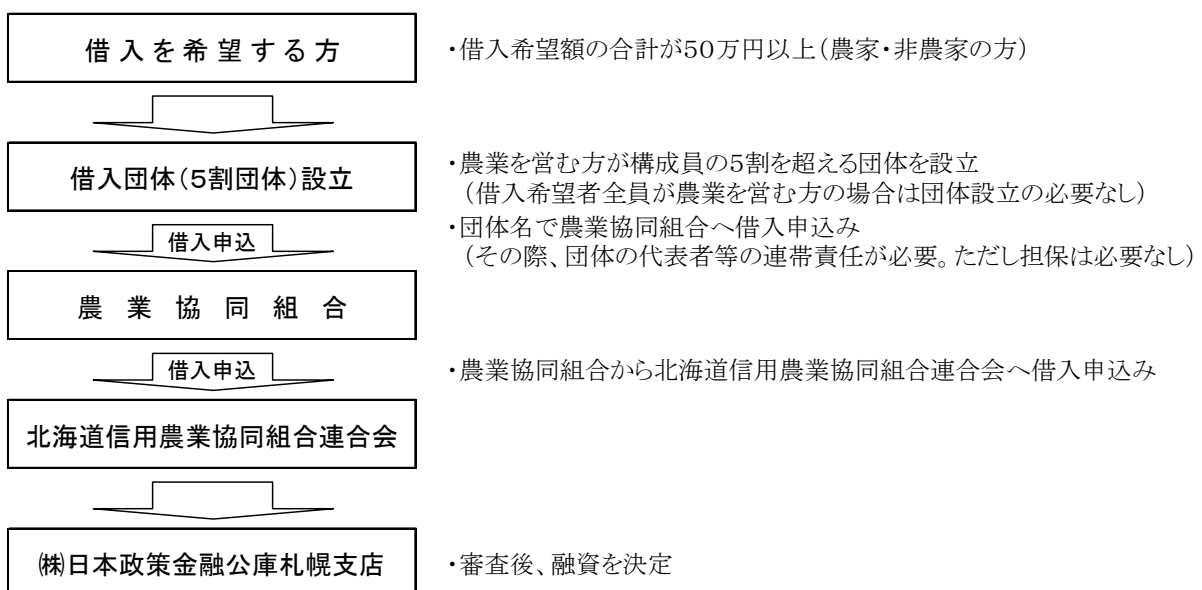 借入を希望する方
・借入希望額の合計が50万円以上(農家・非農家の方)
借入団体(5割団体)設立
・農業を営む方が構成員の5割を超える団体を設立
(借入希望者全員が農業を営む方の場合は団体設立の必要なし)
借入申込
・団体名で農業協同組合へ借入申込み
(その際、団体の代表者等の連帯責任が必要。ただし担保は必要なし)
農業協同組合
借入申込
・農業協同組合から北海道信用農業協同組合連合会へ借入申込み
北海道信用農業協同組合連合会
㈱日本政策金融公庫札幌支店
・審査後、融資を決定